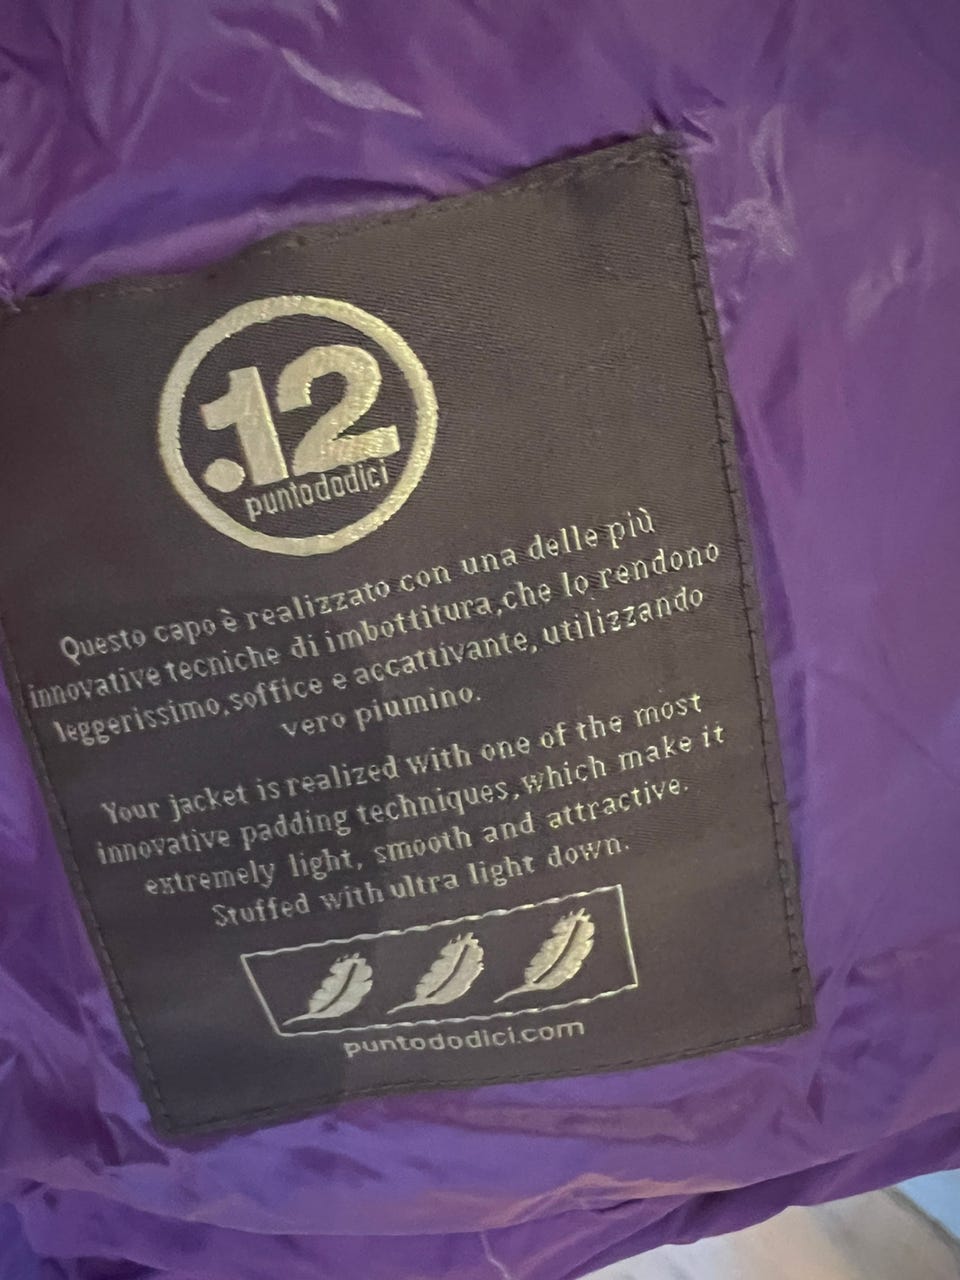 .12
puntododici
Questo capo è realizzato con una delle più
innovative tecniche di imbottitura,che lo rendono
leggerissimo,soffice e accattivante,utilizzando
vero piumino.
Your jacket is realized with one of the most
innovative padding techniques,which make it
extremely light, smooth and attractive.
Stuffed with ultra light down.
puntododici.com